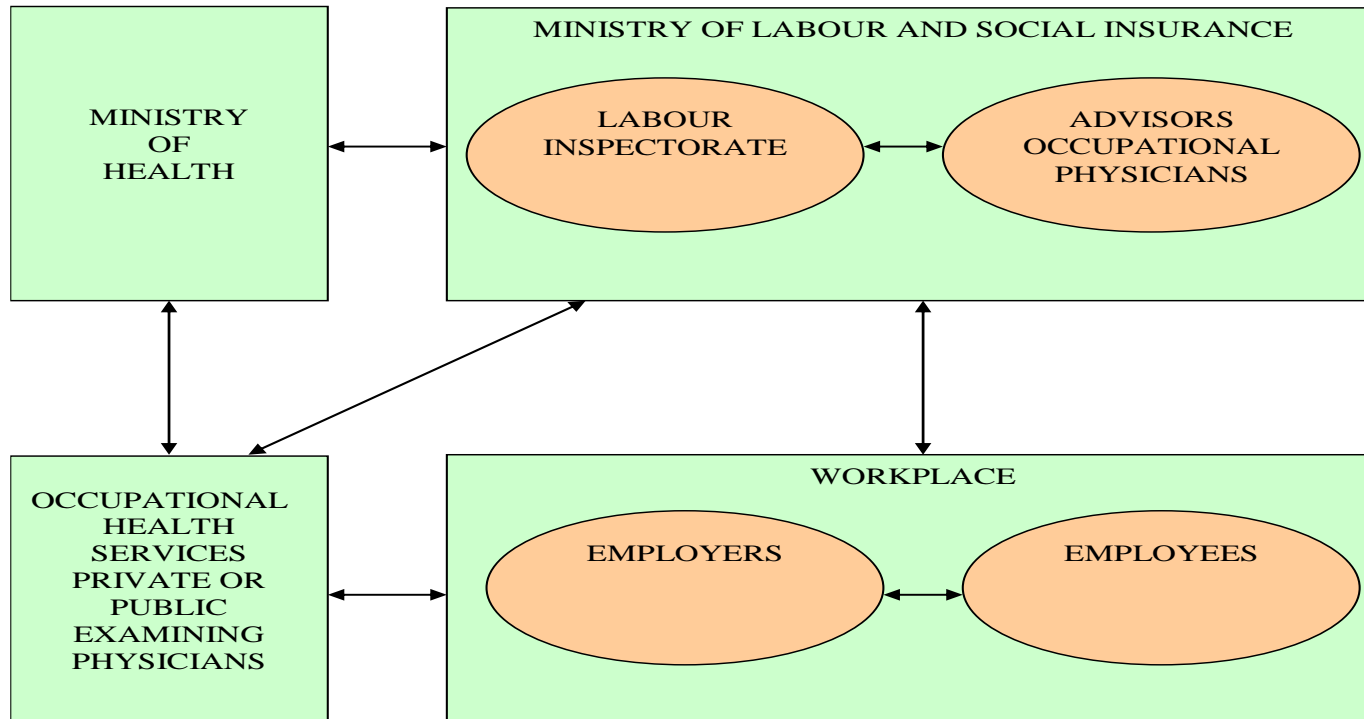 MINISTRY
OF
HEALTH
MINISTRY OF LABOUR AND SOCIAL INSURANCE
LABOUR
INSPECTORATE
ADVISORS
OCCUPATIONAL
PHYSICIANS
OCCUPATIONAL
HEALTH
SERVICES
PRIVATE OR
PUBLIC
EXAMINING
PHYSICIANS
WORKPLACE
EMPLOYERS
EMPLOYEES